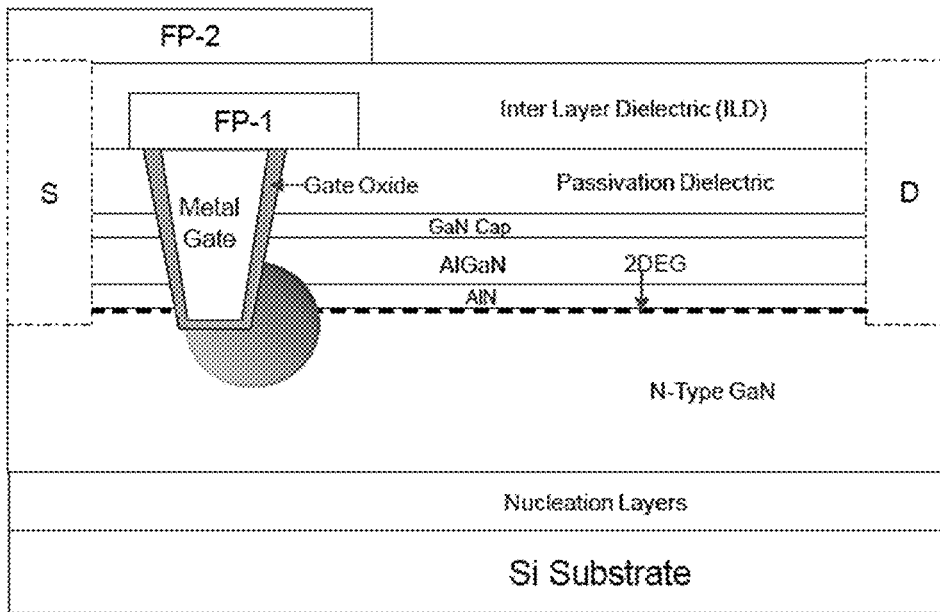 FP-2
FP-1
Inter Layer Dielectric (ILD)
S
Gate Oxide
Passivation Dielectric
D
Metal
Gate
GaN Cap
AlGaN
2DEG
AlN
N-Type GaN
Nucleation Layers
Si Substrate